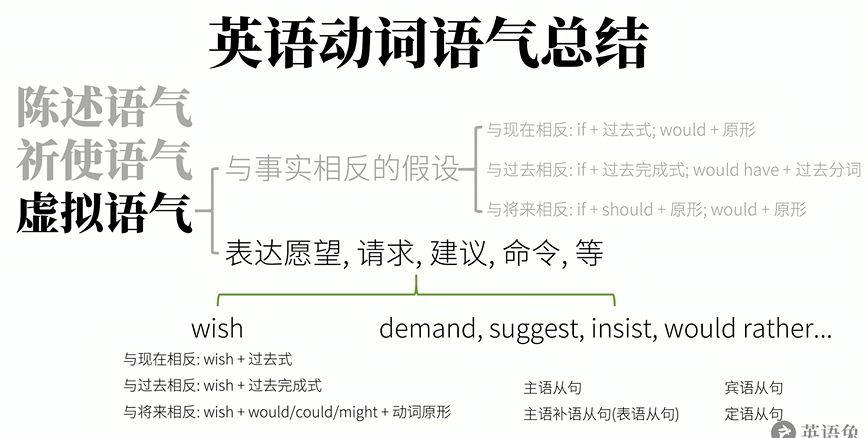 英语动词语气总结
陈述语气
祈使语气
虚拟语气
与事实相反的假设
与现在相反: if + 过去式; would + 原形
与过去相反: if + 过去完成式; would have + 过去分词
与将来相反: if + should + 原形; would + 原形
表达愿望, 请求, 建议, 命令, 等
wish
与现在相反: wish + 过去式
与过去相反: wish + 过去完成式
与将来相反: wish + would/could/might + 动词原形
demand, suggest, insist, would rather...
主语从句 宾语从句
主语补语从句(表语从句) 定语从句
英语兔